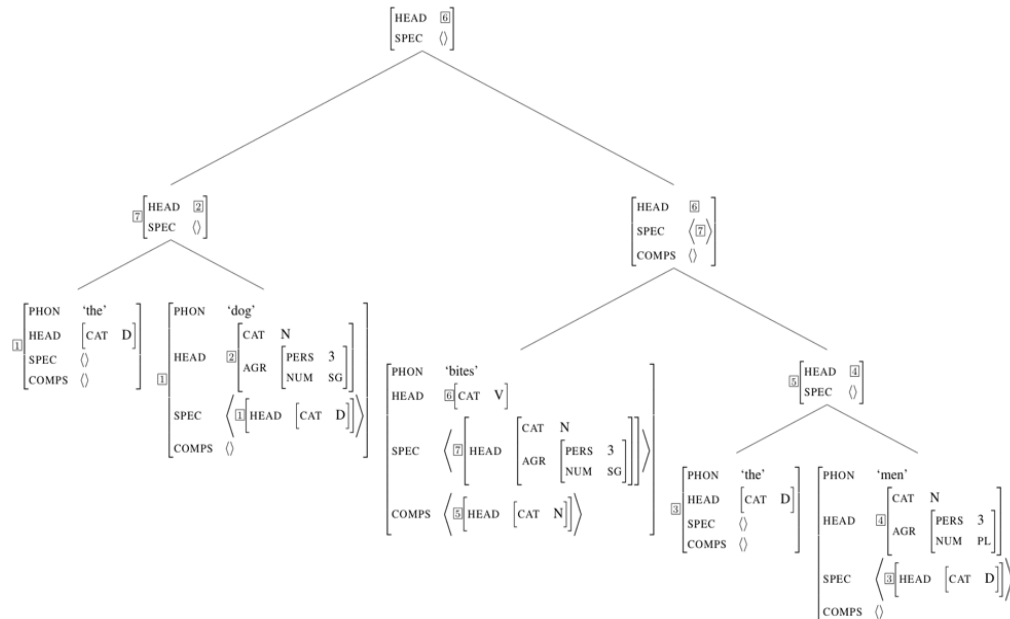 HEAD 6
SPEC ⟨⟩
7 HEAD 2
SPEC ⟨⟩
HEAD 6
SPEC ⟨7⟩
COMPS ⟨⟩
PHON ‘the’
1 HEAD [CAT D]
SPEC ⟨⟩
COMPS ⟨⟩
PHON ‘dog’
CAT N
1 HEAD 2 AGR PERS 3
NUM SG
SPEC ⟨1[HEAD [CAT D]]⟩
COMPS ⟨⟩
PHON ‘bites’
HEAD 6[CAT V]
CAT N
SPEC ⟨7 HEAD AGR PERS 3
NUM SG⟩
COMPS ⟨5[HEAD [CAT N]]⟩
5 HEAD 4
SPEC ⟨⟩
PHON ‘the’
3 HEAD [CAT D]
SPEC ⟨⟩
COMPS ⟨⟩
PHON ‘men’
CAT N
HEAD 4 AGR PERS 3
NUM PL
SPEC ⟨3[HEAD [CAT D]]⟩
COMPS ⟨⟩